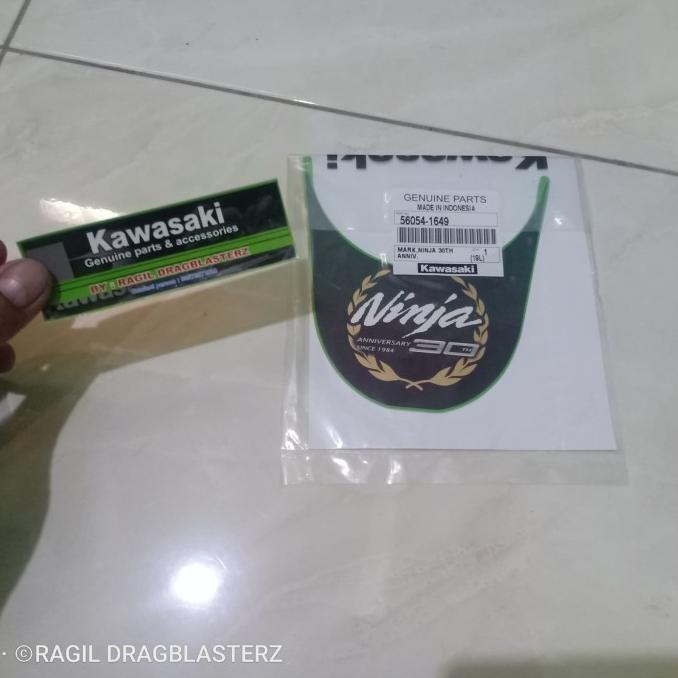 Kawasaki
Genuine parts & accessories
BY : RAGIL DRAGBLASTERZ
Kawasaki
GENUINE PARTS
MADE IN INDONESIA
56054-1649
MARK,NINJA 30TH
ANNIV.
1
(19L)
Kawasaki
Ninja
ANNIVERSARY
SINCE 1984
30TH
©RAGIL DRAGBLASTERZ